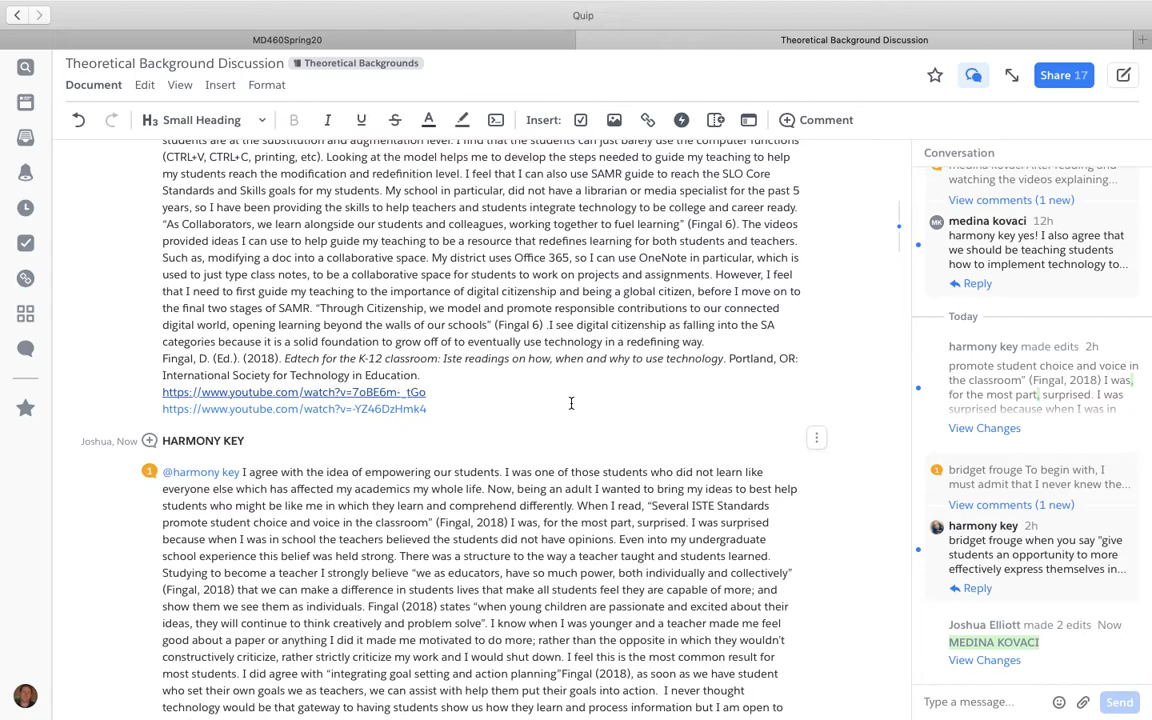 Quip
MD460Spring20
Theoretical Background Discussion
Theoretical Background Discussion
Theoretical Backgrounds
Document Edit View Insert Format
Share 17
H3 Small Heading
B I U S A
Insert:
Comment
students are at the substitution and augmentation level. I find that the students can just barely use the computer functions
(CTRL+V, CTRL+C, printing, etc). Looking at the model helps me to develop the steps needed to guide my teaching to help
my students reach the modification and redefinition level. I feel that I can also use SAMR guide to reach the SLO Core
Standards and Skills goals for my students. My school in particular, did not have a librarian or media specialist for the past 5
years, so I have been providing the skills to help teachers and students integrate technology to be college and career ready.
“As Collaborators, we learn alongside our students and colleagues, working together to fuel learning” (Fingal 6). The videos
provided ideas I can use to help guide my teaching to be a resource that redefines learning for both students and teachers.
Such as, modifying a doc into a collaborative space. My district uses Office 365, so I can use OneNote in particular, which is
used to just type class notes, to be a collaborative space for students to work on projects and assignments. However, I feel
that I need to first guide my teaching to the importance of digital citizenship and being a global citizen, before I move on to
the final two stages of SAMR. “Through Citizenship, we model and promote responsible contributions to our connected
digital world, opening learning beyond the walls of our schools” (Fingal 6) .I see digital citizenship as falling into the SA
categories because it is a solid foundation to grow off of to eventually use technology in a redefining way.
Fingal, D. (Ed.). (2018). Edtech for the K-12 classroom: Iste readings on how, when and why to use technology. Portland, OR:
International Society for Technology in Education.
https://www.youtube.com/watch?v=7oBE6m-_tGo
https://www.youtube.com/watch?v=-YZ46DzHmk4
Joshua, Now
HARMONY KEY
1
@harmony key I agree with the idea of empowering our students. I was one of those students who did not learn like
everyone else which has affected my academics my whole life. Now, being an adult I wanted to bring my ideas to best help
students who might be like me in which they learn and comprehend differently. When I read, “Several ISTE Standards
promote student choice and voice in the classroom” (Fingal, 2018) I was, for the most part, surprised. I was surprised
because when I was in school the teachers believed the students did not have opinions. Even into my undergraduate
school experience this belief was held strong. There was a structure to the way a teacher taught and students learned.
Studying to become a teacher I strongly believe “we as educators, have so much power, both individually and collectively”
(Fingal, 2018) that we can make a difference in students lives that make all students feel they are capable of more; and
show them we see them as individuals. Fingal (2018) states “when young children are passionate and excited about their
ideas, they will continue to think creatively and problem solve”. I know when I was younger and a teacher made me feel
good about a paper or anything I did it made me motivated to do more; rather than the opposite in which they wouldn’t
constructively criticize, rather strictly criticize my work and I would shut down. I feel this is the most common result for
most students. I did agree with “integrating goal setting and action planning”Fingal (2018), as soon as we have student
who set their own goals we as teachers, we can assist with help them put their goals into action. I never thought
technology would be that gateway to having students show us how they learn and process information but I am open to
Conversation
watching the videos explaining...
View comments (1 new)
MK
medina kovaci 12h
harmony key yes! I also agree that
we should be teaching students
how to implement technology to...
Reply
Today
harmony key made edits 2h
promote student choice and voice in
the classroom” (Fingal, 2018) I was,
for the most part, surprised. I was
surprised because when I was in
View Changes
1
bridget frouge To begin with, I
must admit that I never knew the...
View comments (1 new)
harmony key 2h
bridget frouge when you say "give
students an opportunity to more
effectively express themselves in...
Reply
Joshua Elliott made 2 edits Now
MEDINA KOVACI
View Changes
Type a message...
Send